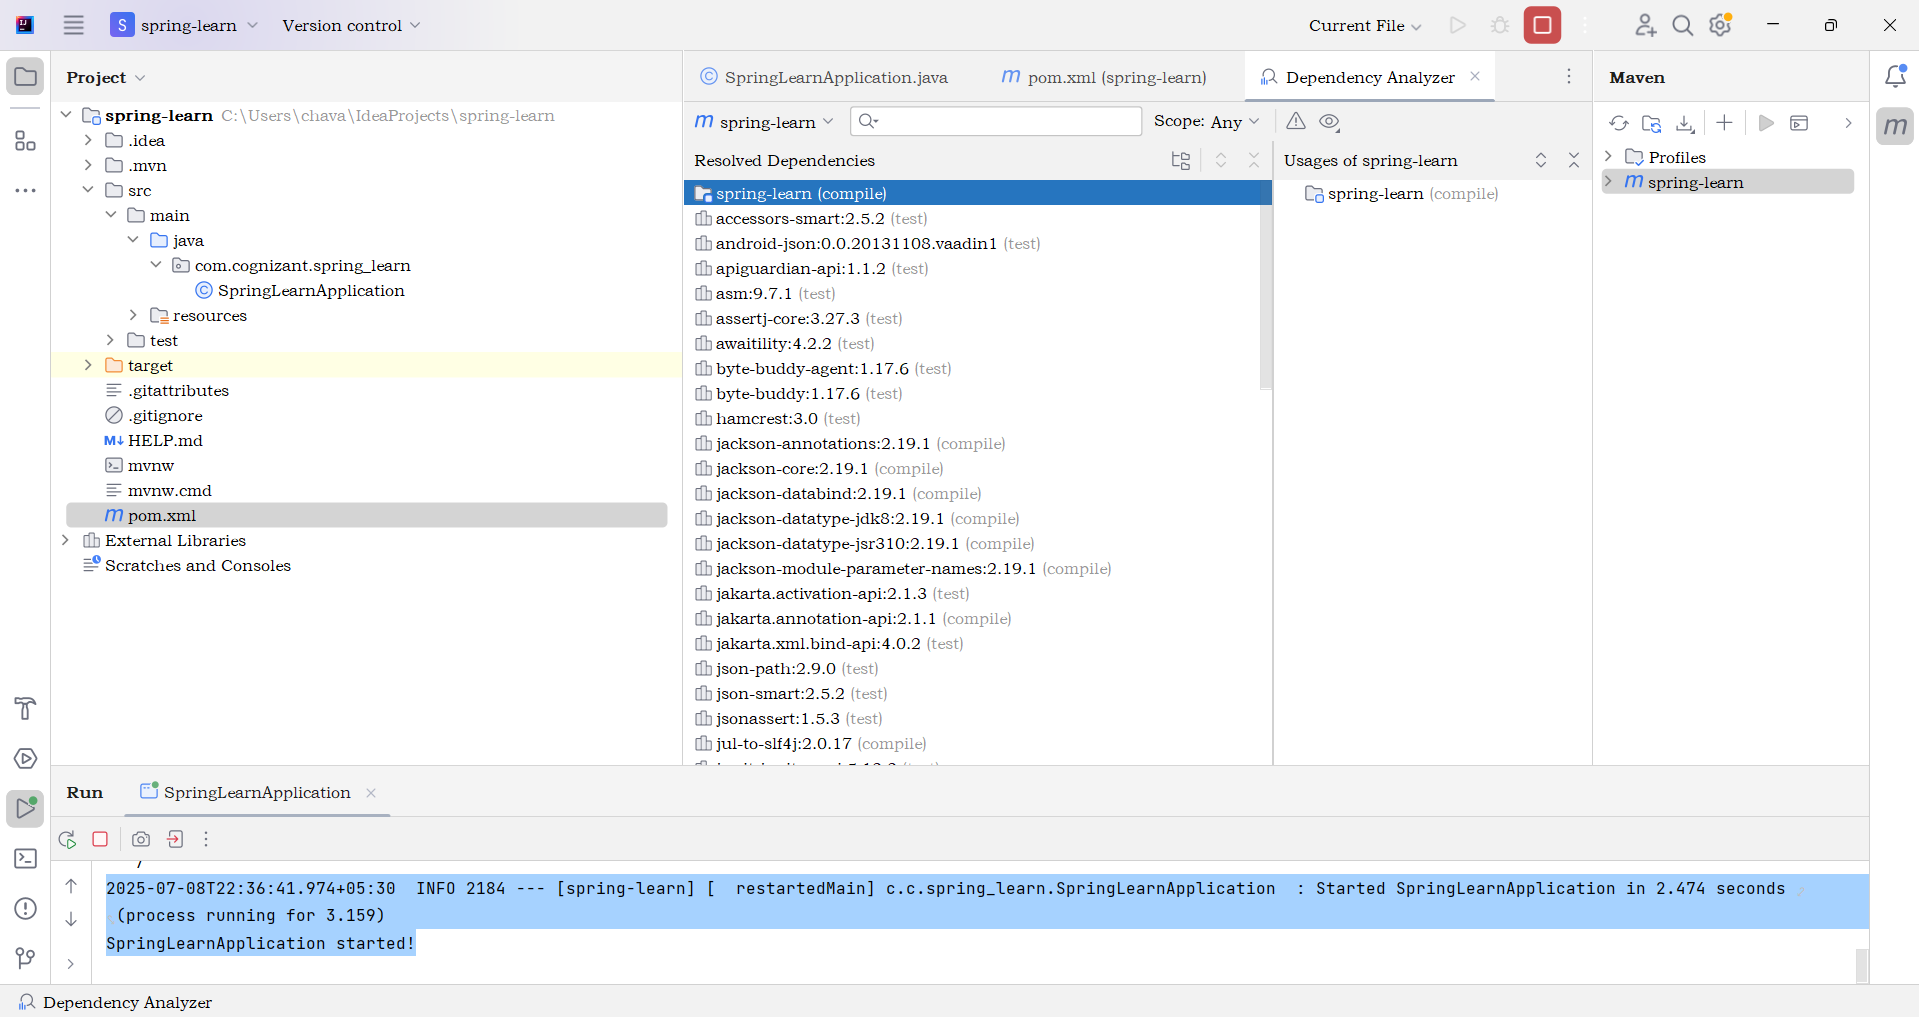 S spring-learn Version control Current File
Project
spring-learn C:\Users\chava\IdeaProjects\spring-learn
.idea
.mvn
src
main
java
com.cognizant.spring_learn
SpringLearnApplication
resources
test
target
.gitattributes
.gitignore
M↓ HELP.md
mvnw
mvnw.cmd
m pom.xml
External Libraries
Scratches and Consoles
SpringLearnApplication.java m pom.xml (spring-learn) Dependency Analyzer
m spring-learn Scope: Any
Resolved Dependencies
spring-learn (compile)
accessors-smart:2.5.2 (test)
android-json:0.0.20131108.vaadin1 (test)
apiguardian-api:1.1.2 (test)
asm:9.7.1 (test)
assertj-core:3.27.3 (test)
awaitility:4.2.2 (test)
byte-buddy-agent:1.17.6 (test)
byte-buddy:1.17.6 (test)
hamcrest:3.0 (test)
jackson-annotations:2.19.1 (compile)
jackson-core:2.19.1 (compile)
jackson-databind:2.19.1 (compile)
jackson-datatype-jdk8:2.19.1 (compile)
jackson-datatype-jsr310:2.19.1 (compile)
jackson-module-parameter-names:2.19.1 (compile)
jakarta.activation-api:2.1.3 (test)
jakarta.annotation-api:2.1.1 (compile)
jakarta.xml.bind-api:4.0.2 (test)
json-path:2.9.0 (test)
json-smart:2.5.2 (test)
jsonassert:1.5.3 (test)
jul-to-slf4j:2.0.17 (compile)
Usages of spring-learn
spring-learn (compile)
Maven
Profiles
m spring-learn
m
Run SpringLearnApplication
2025-07-08T22:36:41.974+05:30  INFO 2184 --- [spring-learn] [  restartedMain] c.c.spring_learn.SpringLearnApplication  : Started SpringLearnApplication in 2.474 seconds
(process running for 3.159)
SpringLearnApplication started!
Dependency Analyzer